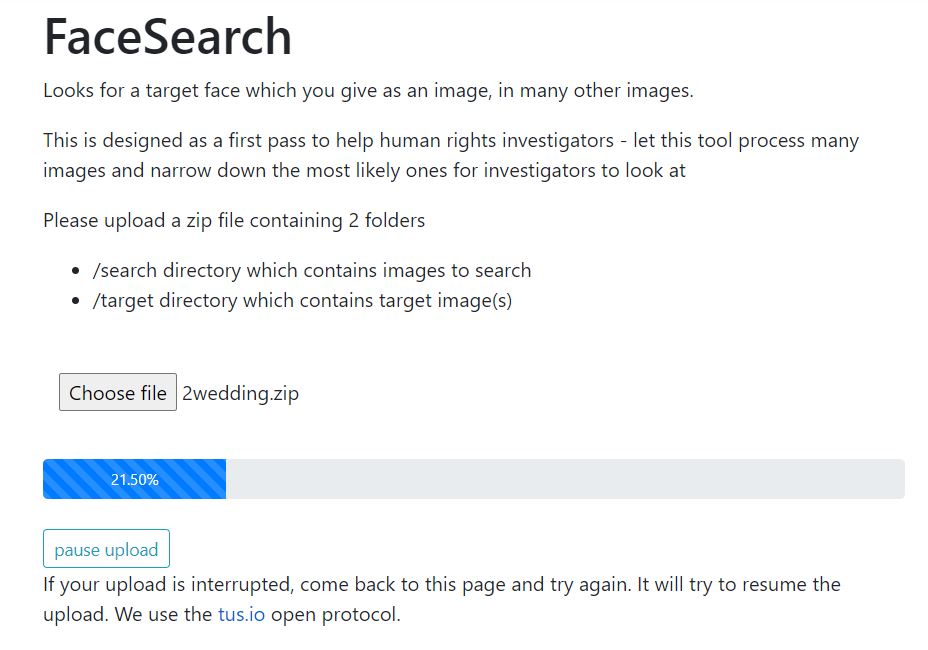 FaceSearch
Looks for a target face which you give as an image, in many other images.
This is designed as a first pass to help human rights investigators - let this tool process many
images and narrow down the most likely ones for investigators to look at
Please upload a zip file containing 2 folders
• /search directory which contains images to search
• /target directory which contains target image(s)
Choose file 2wedding.zip
21.50%
pause upload
If your upload is interrupted, come back to this page and try again. It will try to resume the
upload. We use the tus.io open protocol.